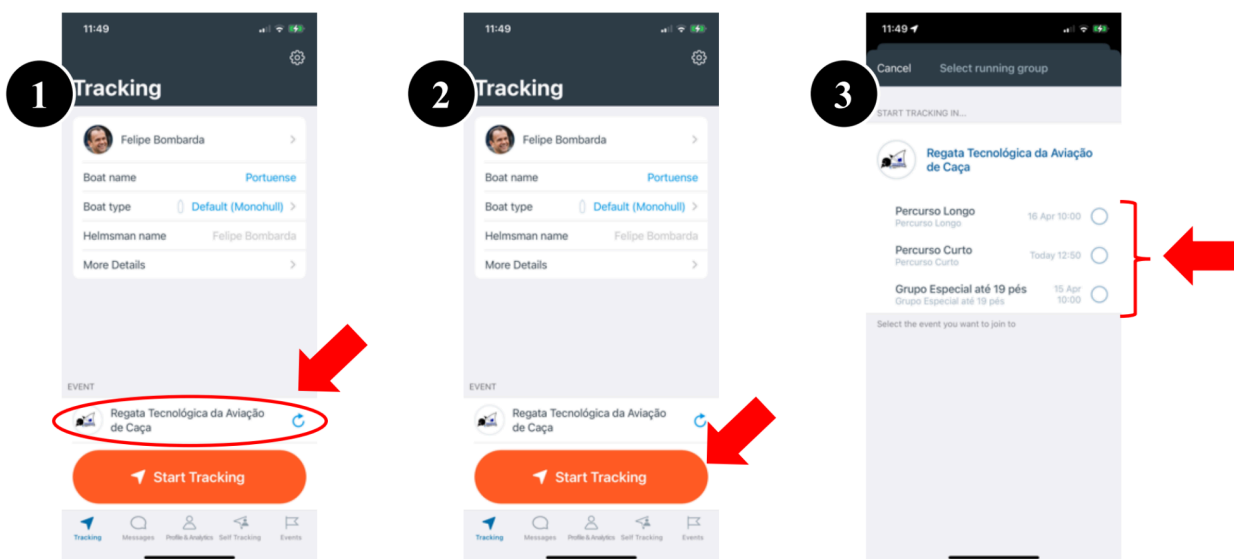 1
11:49
Tracking
Felipe Bombarda
Boat name Portuense
Boat type Default (Monohull)
Helmsman name Felipe Bombarda
More Details
EVENT
Regata Tecnológica da Aviação
de Caça
Start Tracking
Tracking Messages Profile & Analytics Self Tracking Events
2
11:49
Tracking
Felipe Bombarda
Boat name Portuense
Boat type Default (Monohull)
Helmsman name Felipe Bombarda
More Details
EVENT
Regata Tecnológica da Aviação
de Caça
Start Tracking
Tracking Messages Profile & Analytics Self Tracking Events
3
11:49
Cancel Select running group
START TRACKING IN...
Regata Tecnológica da Aviação
de Caça
Percurso Longo 16 Apr 10:00
Percurso Longo
Percurso Curto Today 12:50
Percurso Curto
Grupo Especial até 19 pés 15 Apr
Grupo Especial até 19 pés 10:00
Select the event you want to join to